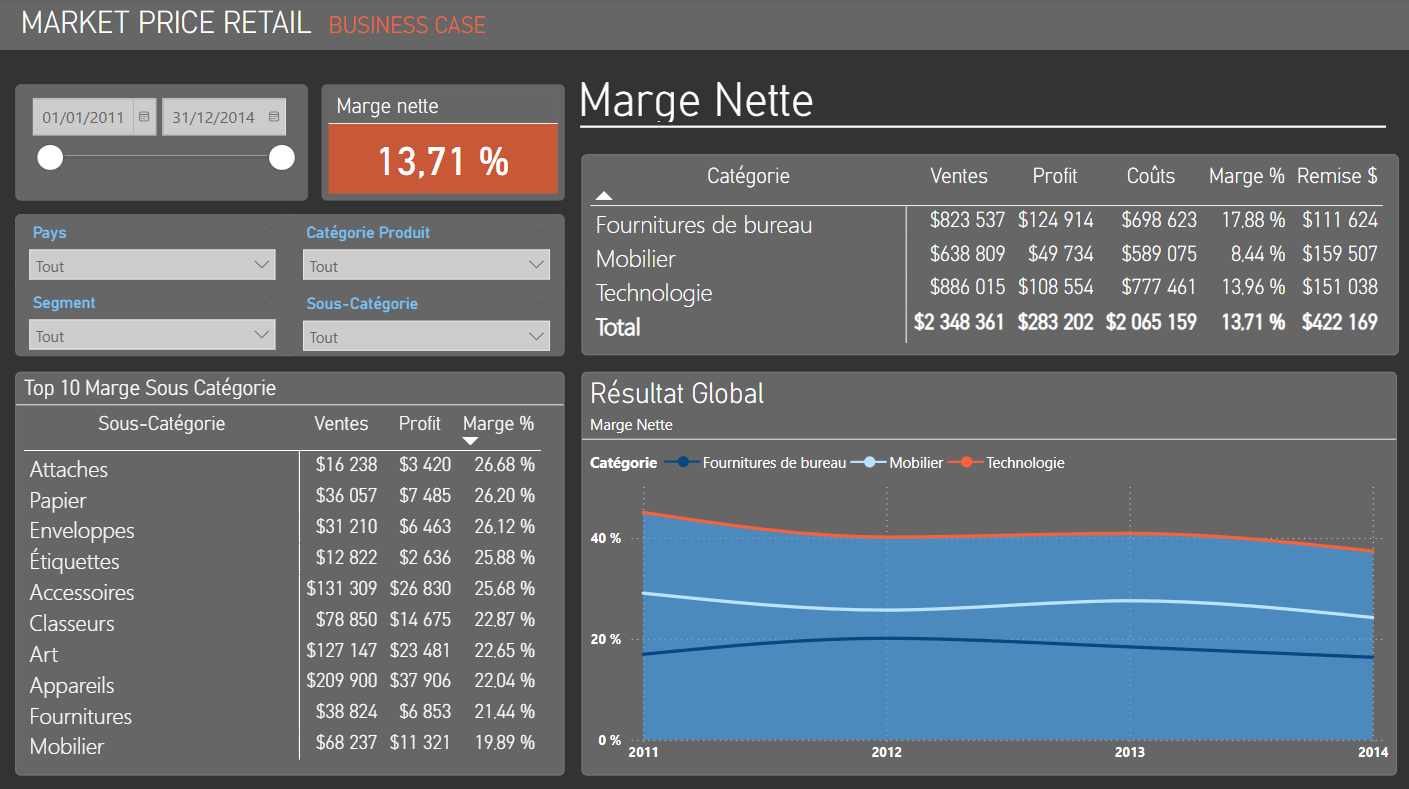 MARKET PRICE RETAIL BUSINESS CASE
01/01/2011 31/12/2014
Marge nette
13,71 %
Pays
Tout
Catégorie Produit
Tout
Segment
Tout
Sous-Catégorie
Tout
Marge Nette
Catégorie Ventes Profit Coûts Marge % Remise $
Fournitures de bureau $823 537 $124 914 $698 623 17,88 % $111 624
Mobilier $638 809 $49 734 $589 075 8,44 % $159 507
Technologie $886 015 $108 554 $777 461 13,96 % $151 038
Total $2 348 361 $283 202 $2 065 159 13,71 % $422 169
Top 10 Marge Sous Catégorie
Sous-Catégorie Ventes Profit Marge %
Attaches $16 238 $3 420 26,68 %
Papier $36 057 $7 485 26,20 %
Enveloppes $31 210 $6 463 26,12 %
Étiquettes $12 822 $2 636 25,88 %
Accessoires $131 309 $26 830 25,68 %
Classeurs $78 850 $14 675 22,87 %
Art $127 147 $23 481 22,65 %
Appareils $209 900 $37 906 22,04 %
Fournitures $38 824 $6 853 21,44 %
Mobilier $68 237 $11 321 19,89 %
Résultat Global
Marge Nette
Catégorie Fournitures de bureau Mobilier Technologie
40 %
20 %
0 %
2011 2012 2013 2014